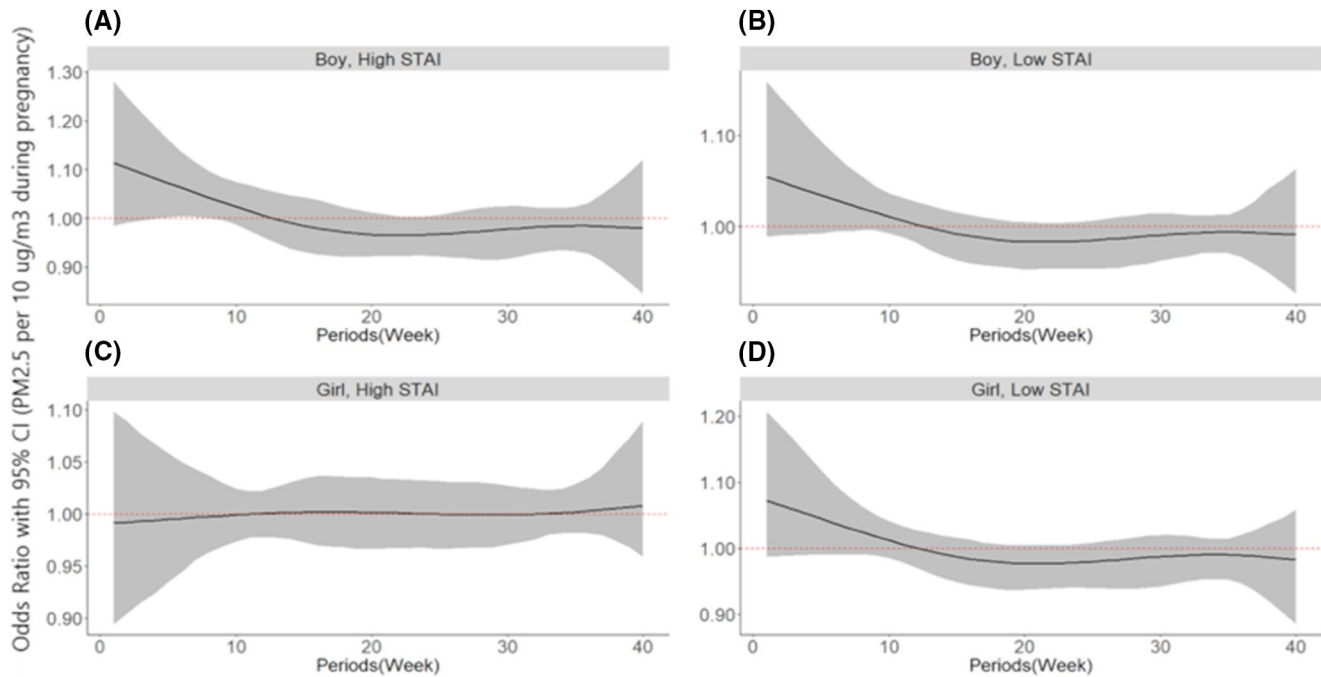 Odds Ratio with 95% CI (PM2.5 per 10 ug/m3 during pregnancy)
(A)
Boy, High STAI
1.30
1.20
1.10
1.00
0.90
0 10 20 30 40
Periods(Week)
(B)
Boy, Low STAI
1.10
1.00
0 10 20 30 40
Periods(Week)
(C)
Girl, High STAI
1.10
1.05
1.00
0.95
0.90
0 10 20 30 40
Periods(Week)
(D)
Girl, Low STAI
1.20
1.10
1.00
0.90
0 10 20 30 40
Periods(Week)